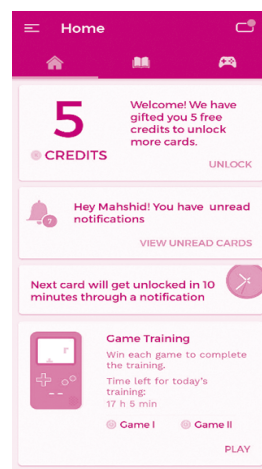 Home
5
CREDITS
Welcome! We have
gifted you 5 free
credits to unlock
more cards.
UNLOCK
Hey Mahshid! You have unread
notifications
VIEW UNREAD CARDS
Next card will get unlocked in 10
minutes through a notification
Game Training
Win each game to complete
the training.
Time left for today's
training:
17 h 5 min
Game I Game II
PLAY